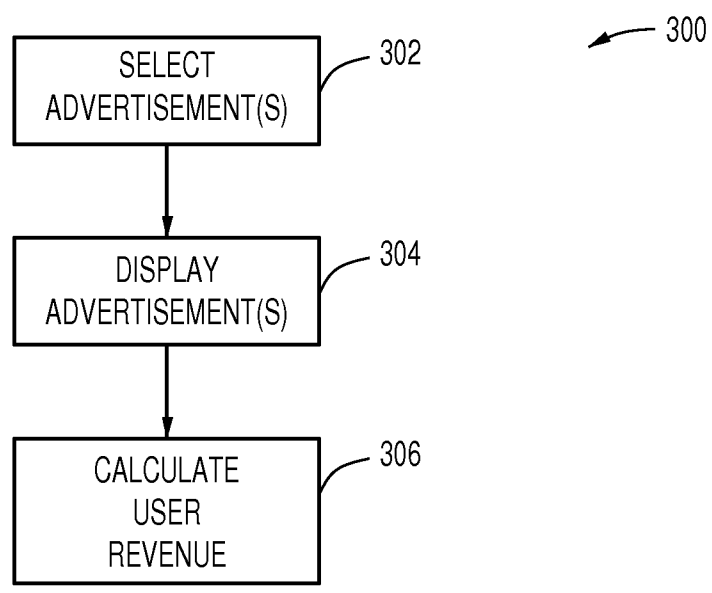 300
SELECT
ADVERTISEMENT(S)
302
DISPLAY
ADVERTISEMENT(S)
304
CALCULATE
USER
REVENUE
306